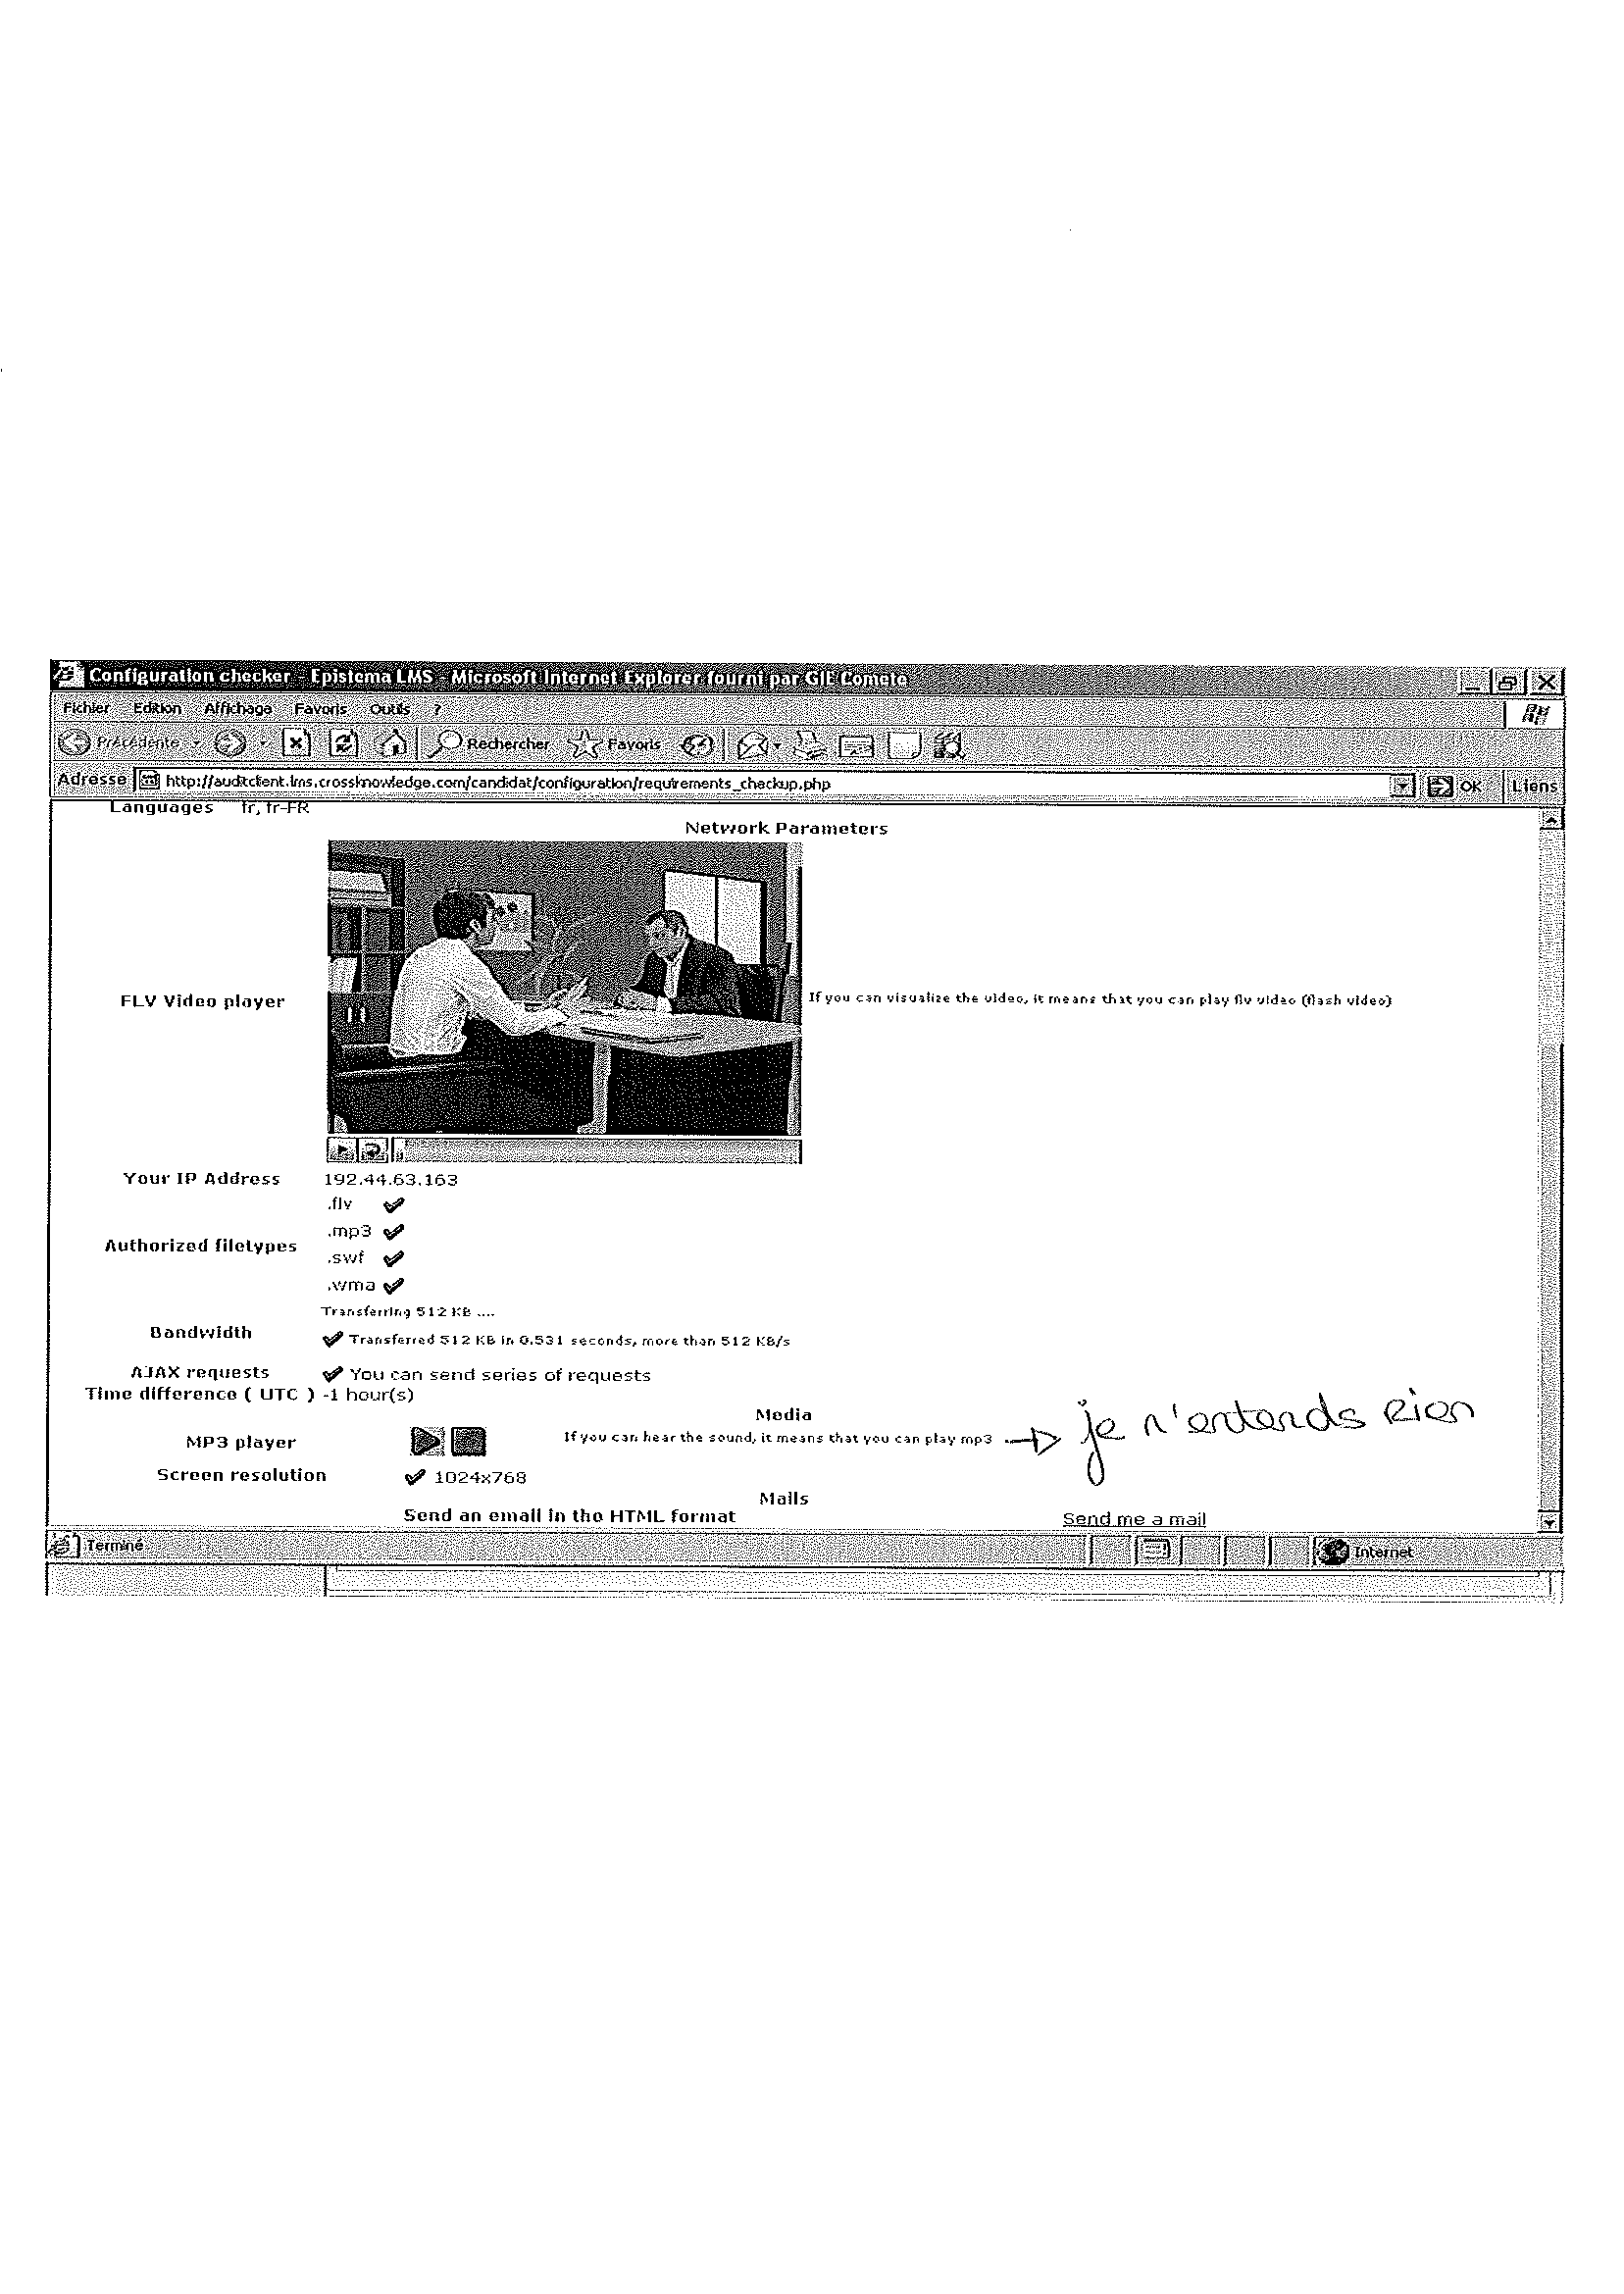 Configuration checker - Epistema LMS - Microsoft Internet Explorer fourni par GIE Comete
Fichier Edition Affichage Favoris Outils ?
Précédente Rechercher Favoris
Adresse http://auditclient.lms.crossknowledge.com/candidat/configuration/requirements_checkup.php OK Liens
Languages fr, fr-FR
Network Parameters
FLV Video player If you can visualize the video, it means that you can play flv video (flash video)
Your IP Address 192.44.63.163
.flv
.mp3
Authorized filetypes
.swf
.wma
Transferring 512 KB ....
Bandwidth Transferred 512 KB in 0.531 seconds, more than 512 KB/s
AJAX requests You can send series of requests
Time difference ( UTC ) -1 hour(s)
Media
MP3 player If you can hear the sound, it means that you can play mp3 je n'entends rien
Screen resolution 1024x768
Mails
Send an email in the HTML format Send me a mail
Terminé Internet